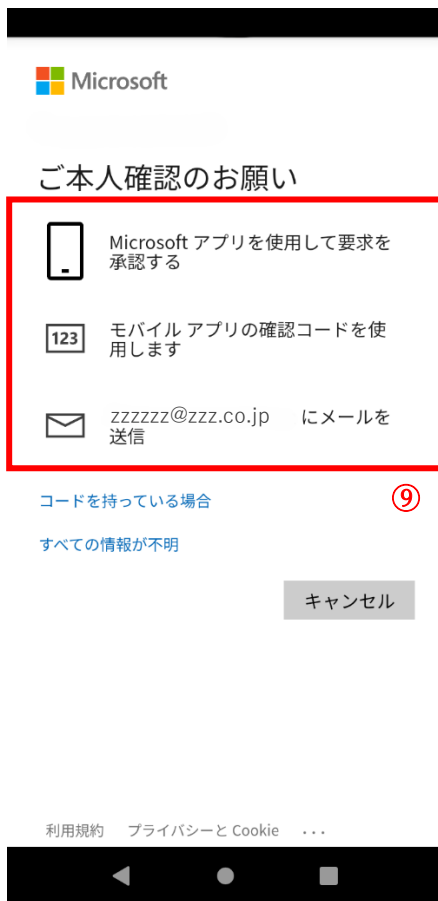 Microsoft
ご本人確認のお願い
Microsoft アプリを使用して要求を
承認する
123
モバイル アプリの確認コードを使
用します
zzzzzz@zzz.co.jp にメールを
送信
コードを持っている場合
⑨
すべての情報が不明
キャンセル
利用規約 プライバシーと Cookie ...